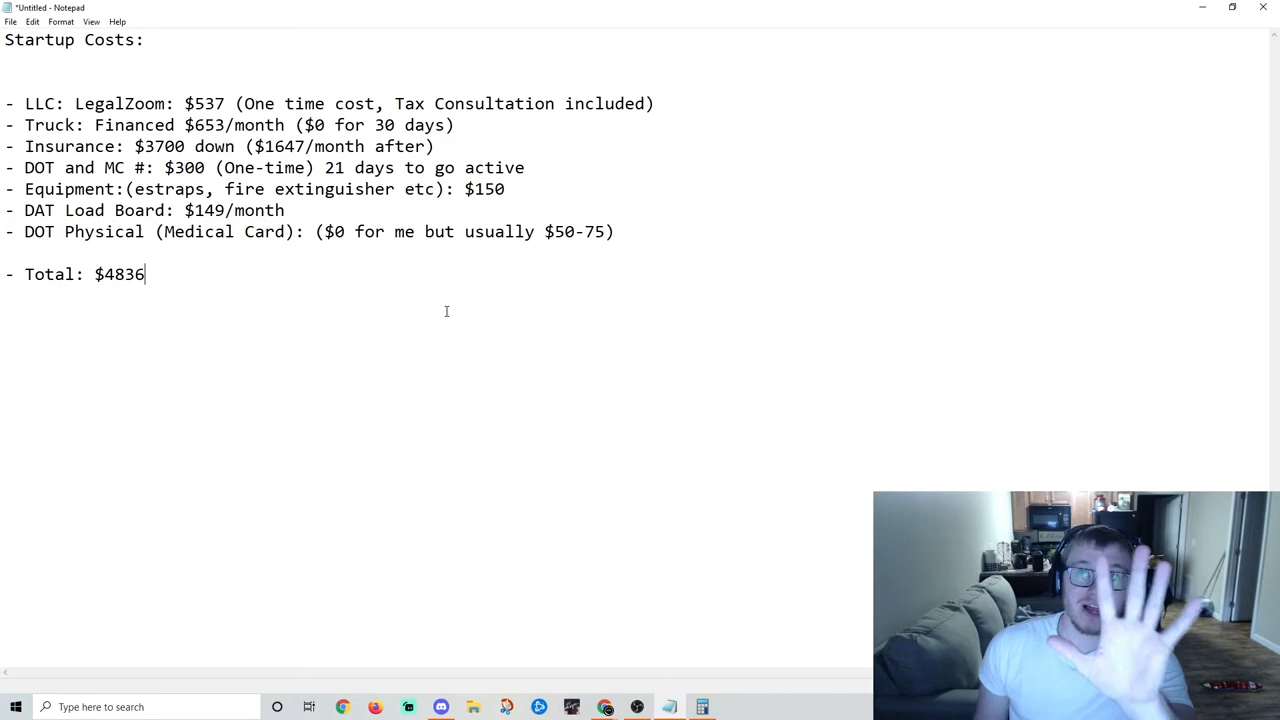 *Untitled - Notepad
File Edit Format View Help
Startup Costs:
- LLC: LegalZoom: $537 (One time cost, Tax Consultation included)
- Truck: Financed $653/month ($0 for 30 days)
- Insurance: $3700 down ($1647/month after)
- DOT and MC #: $300 (One-time) 21 days to go active
- Equipment:(estraps, fire extinguisher etc): $150
- DAT Load Board: $149/month
- DOT Physical (Medical Card): ($0 for me but usually $50-75)
- Total: $4836
Type here to search